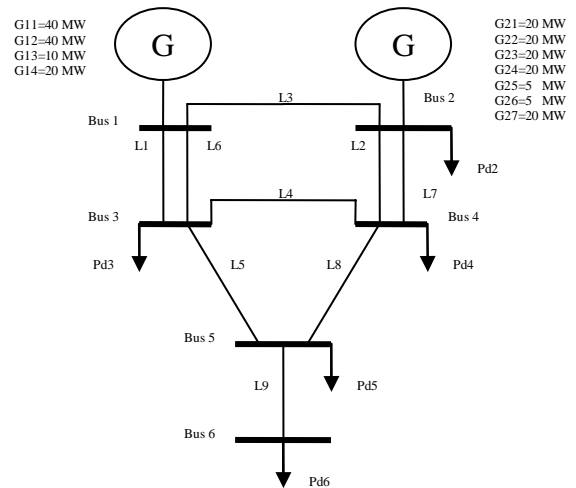 G11=40 MW
G12=40 MW
G13=10 MW
G14=20 MW
G
G
G21=20 MW
G22=20 MW
G23=20 MW
G24=20 MW
G25=5 MW
G26=5 MW
G27=20 MW
Bus 2
L3
Bus 1
L1
L6
L2
Pd2
L7
L4
Bus 3
Bus 4
Pd3
L5
L8
Pd4
Bus 5
L9
Pd5
Bus 6
Pd6